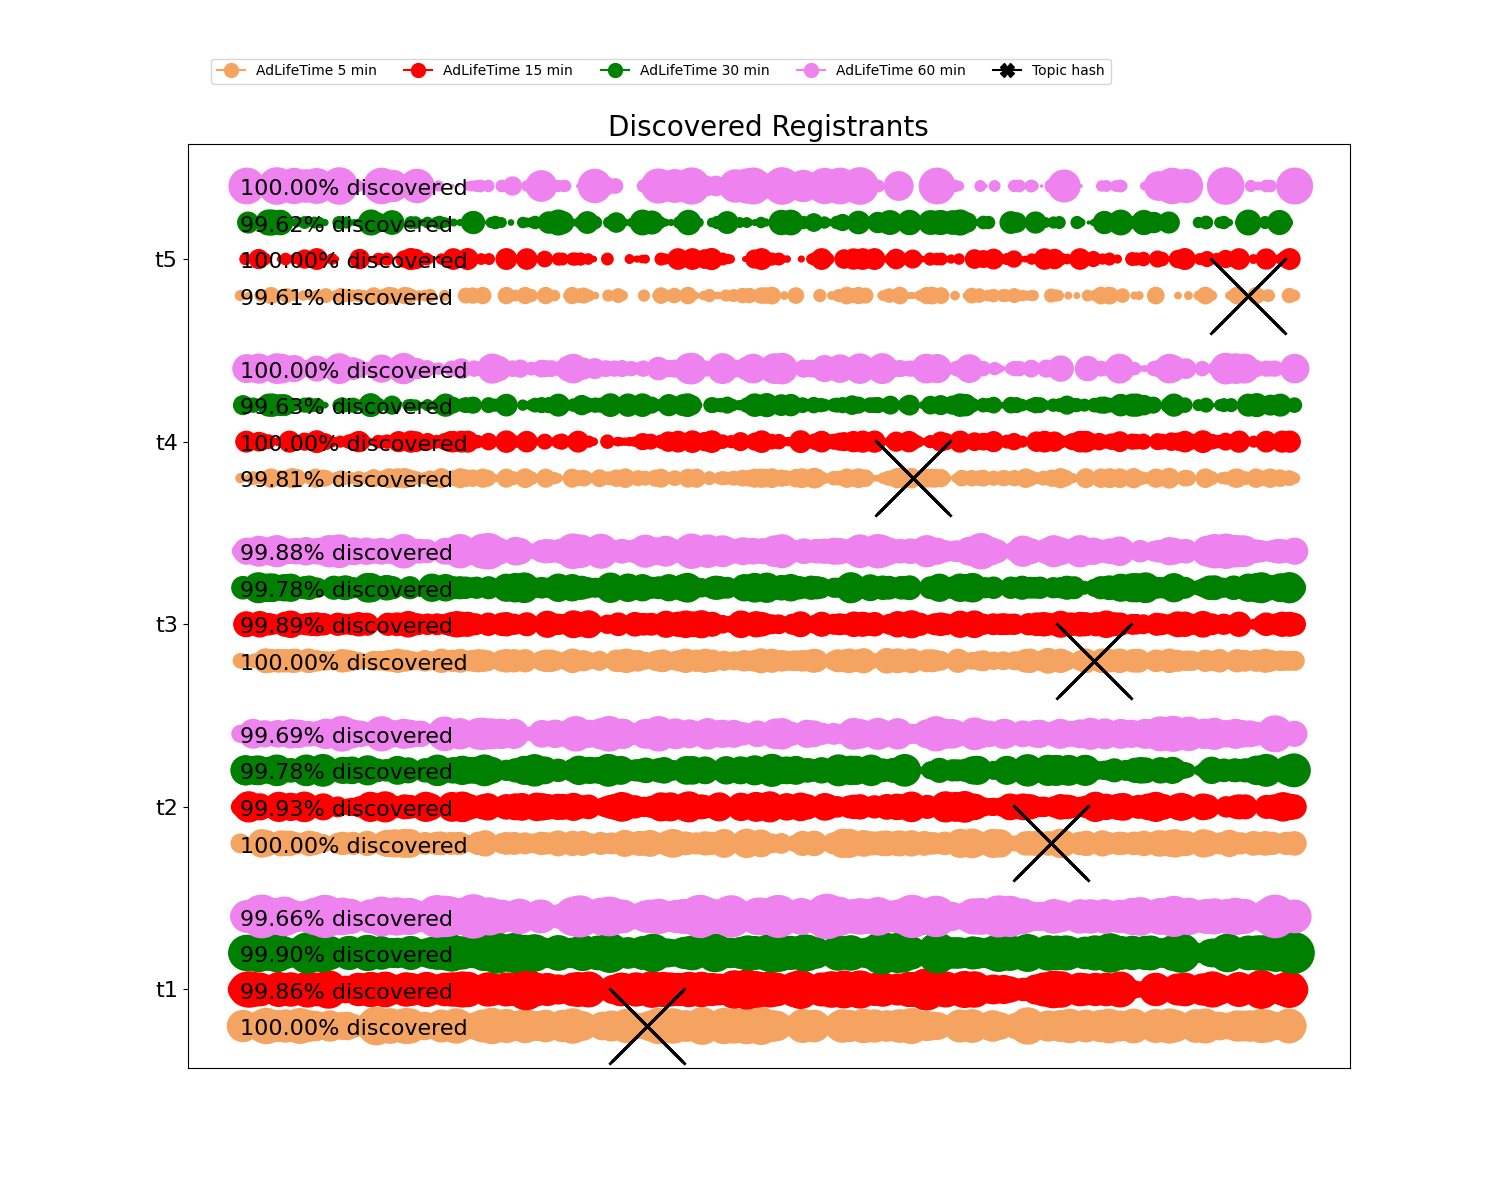 AdLifeTime 5 min AdLifeTime 15 min AdLifeTime 30 min AdLifeTime 60 min Topic hash
Discovered Registrants
100.00% discovered
99.62% discovered
t5 100.00% discovered
99.61% discovered
100.00% discovered
99.63% discovered
t4 100.00% discovered
99.81% discovered
99.88% discovered
99.78% discovered
t3 99.89% discovered
100.00% discovered
99.69% discovered
99.78% discovered
t2 99.93% discovered
100.00% discovered
99.66% discovered
99.90% discovered
t1 99.86% discovered
100.00% discovered